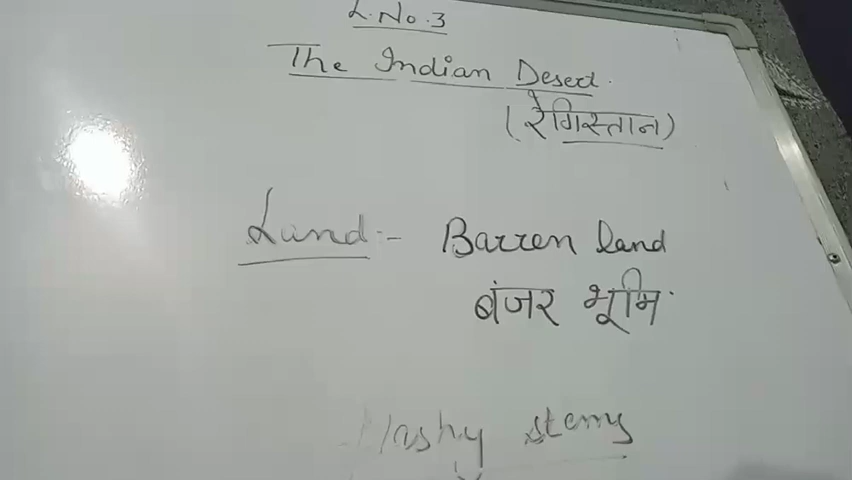 L.No.3
The Indian Desert.
(रेगिस्तान)
Land:- Barren land
बंजर भूमि.
stems